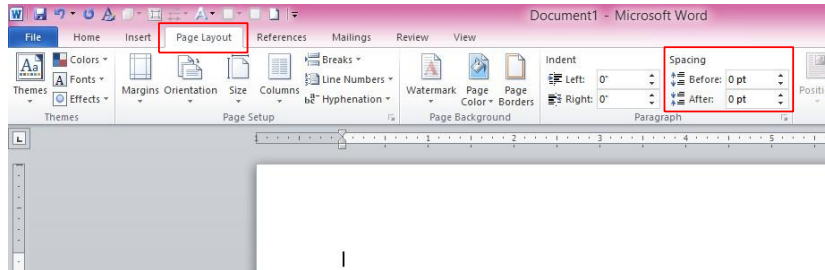 Document1 - Microsoft Word
File Home Insert Page Layout References Mailings Review View
Themes
Colors
Fonts
Effects
Themes
Margins Orientation Size Columns
Breaks
Line Numbers
Hyphenation
Page Setup
Watermark Page Color Page Borders
Page Background
Indent
Left: 0"
Right: 0"
Spacing
Before: 0 pt
After: 0 pt
Paragraph
1 2 3 4 5